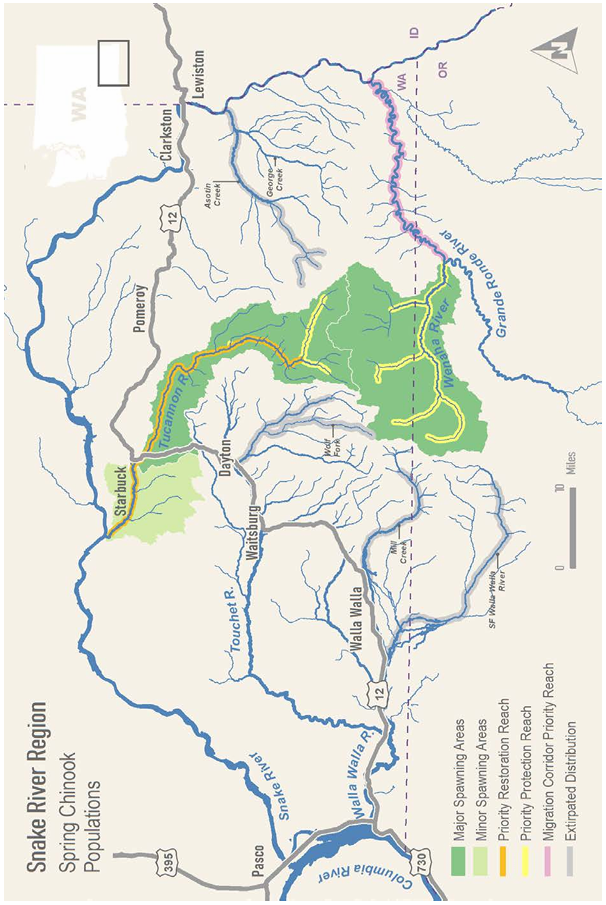 Snake River Region
Spring Chinook
Populations
WA
395
Pasco
Columbia River
730
Snake River
Walla Walla R.
12
Touchet R.
Walla Walla
Waitsburg
Dayton
Starbuck
Tucannon R.
Wolf
Fork
Mill
Creek
SF Walla Walla
River
Pomeroy
12
Clarkston
Lewiston
Asotin
Creek
George
Creek
Wenaha River
Grande Ronde River
WA
ID
OR
N
0
10
Miles
Major Spawning Areas
Minor Spawning Areas
Priority Restoration Reach
Priority Protection Reach
Migration Corridor Priority Reach
Extirpated Distribution